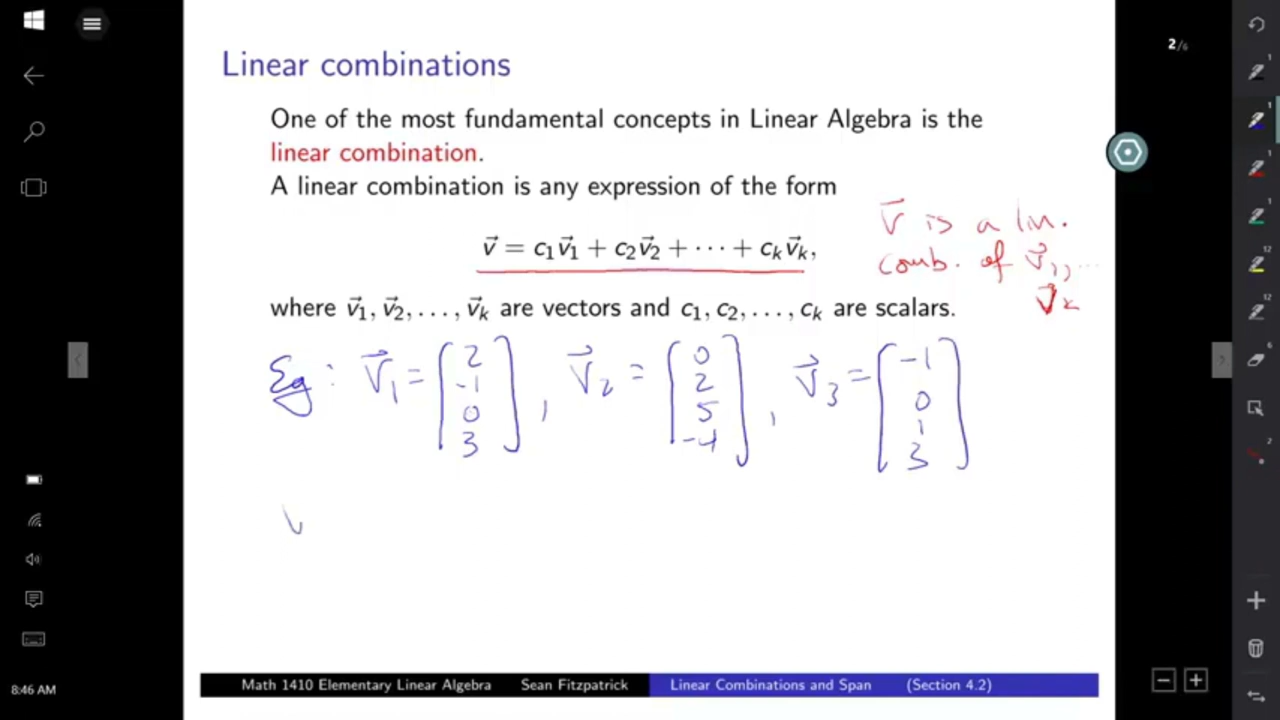 2/6
Linear combinations
One of the most fundamental concepts in Linear Algebra is the
linear combination.
A linear combination is any expression of the form
v⃗ = c₁v⃗₁ + c₂v⃗₂ + ⋯ + cₖv⃗ₖ,
v⃗ is a lin.
comb. of v⃗₁, ...
v⃗ₖ
where v⃗₁, v⃗₂, . . . , v⃗ₖ are vectors and c₁, c₂, . . . , cₖ are scalars.
Eg: v⃗₁ = [2 -1 0 3], v⃗₂ = [0 2 5 -4], v⃗₃ = [-1 0 1 3]
Math 1410 Elementary Linear Algebra Sean Fitzpatrick Linear Combinations and Span (Section 4.2)
8:46 AM